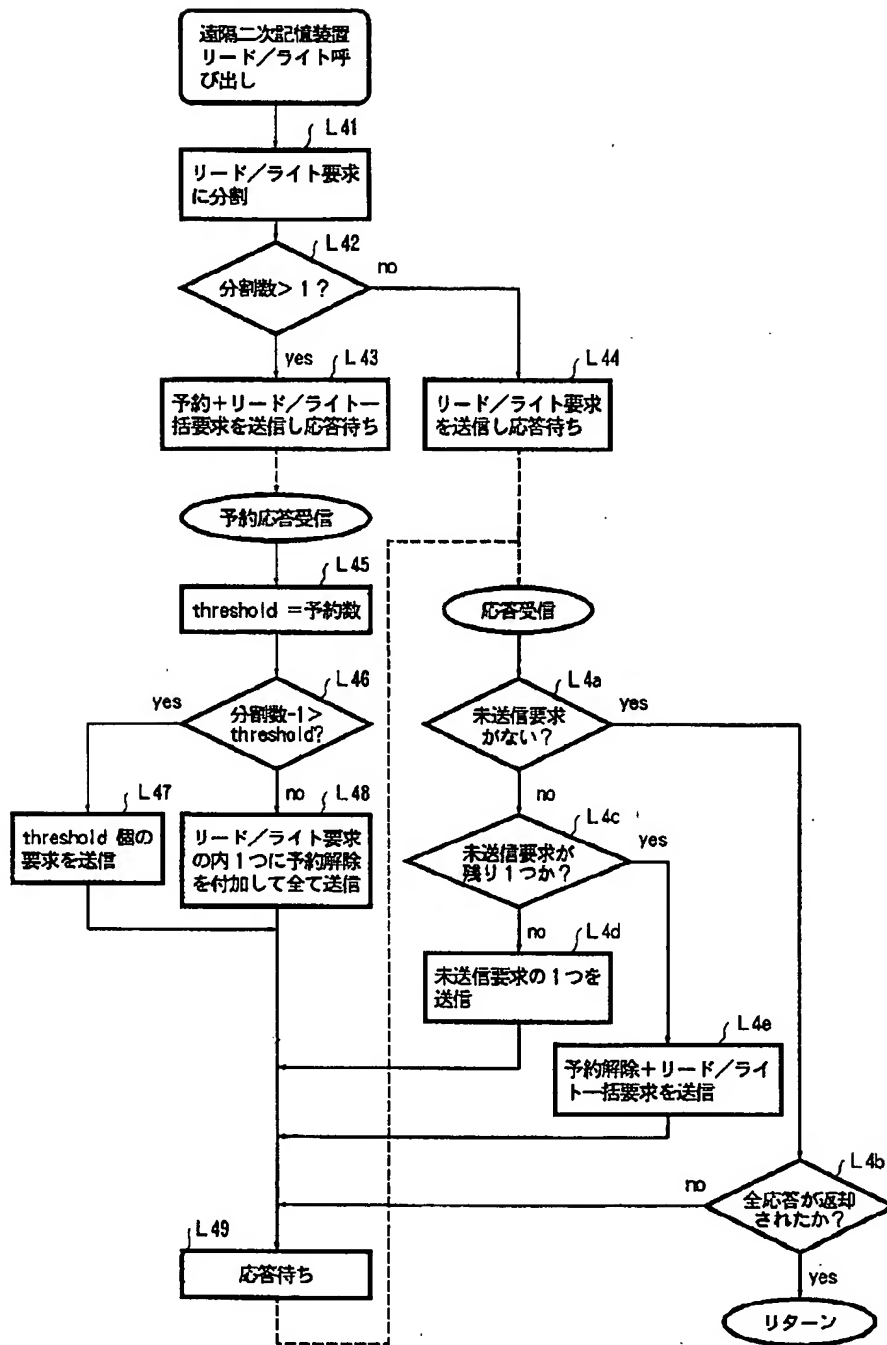 遠隔二次記憶装置
リード／ライト呼
び出し
L41
リード／ライト要求
に分割
L42
分割数＞１？
no
yes
L43
L44
予約＋リード／ライト一
括要求を送信し応答待ち
リード／ライト要求
を送信し応答待ち
予約応答受信
L45
threshold ＝予約数
応答受信
L46
yes
分割数-1＞
threshold?
L4a
未送信要求
がない？
yes
L47
no
L48
no
L4c
threshold 個の
要求を送信
リード／ライト要求
の内１つに予約解除
を付加して全て送信
未送信要求が
残り１つか？
yes
no
L4d
未送信要求の１つを
送信
L4e
予約解除＋リード／ライ
ト一括要求を送信
L4b
no
全応答が返却
されたか？
L49
応答待ち
yes
リターン